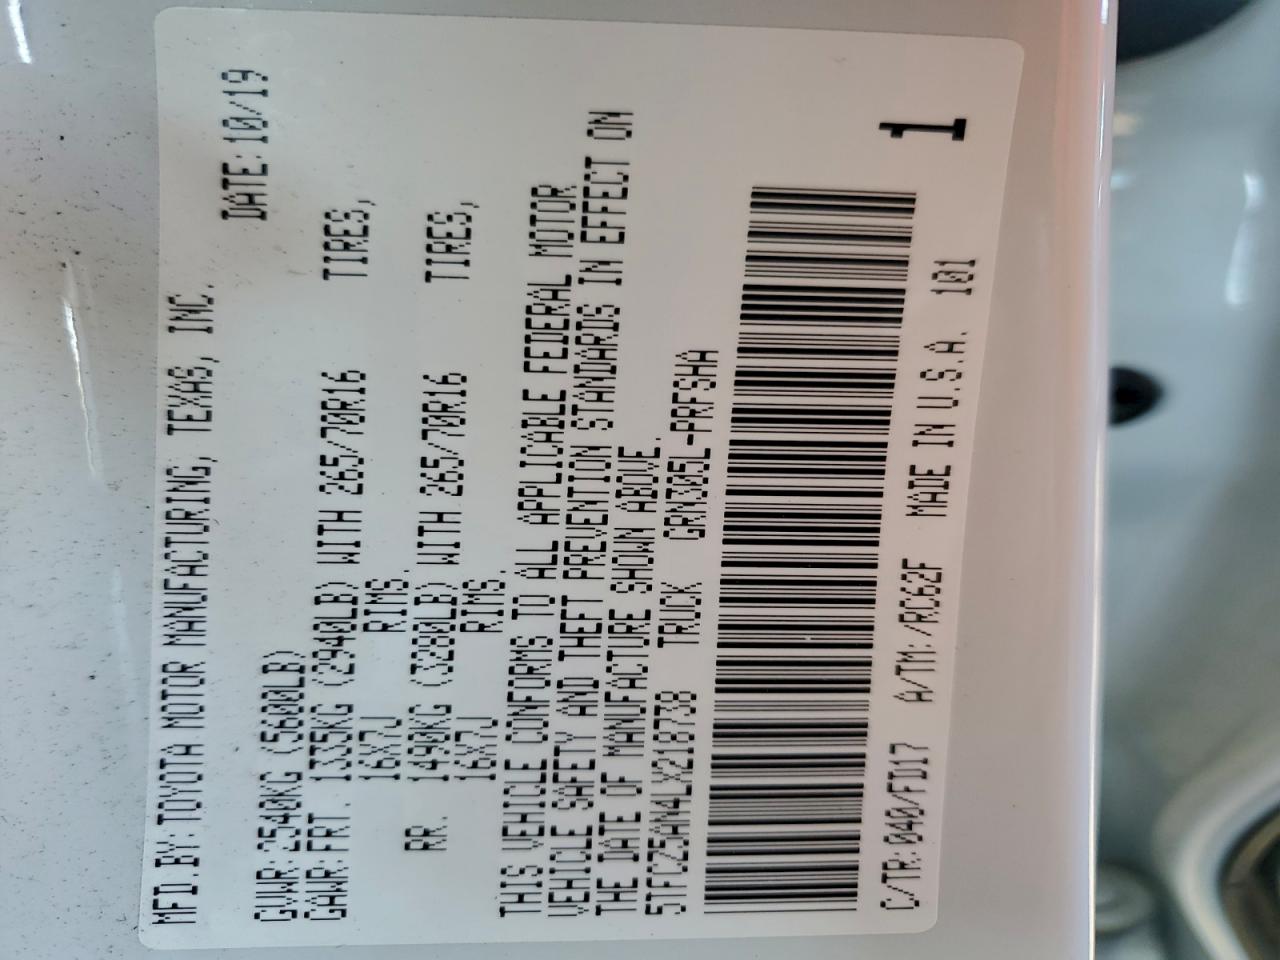 MFD.BY:TOYOTA MOTOR MANUFACTURING, TEXAS, INC.
DATE:10/19
GVWR:2540KG (5600LB)
GAWR:FRT. 1335KG (2940LB) WITH 265/70R16 TIRES,
16X7J RIMS,
RR. 1490KG (3280LB) WITH 265/70R16 TIRES,
16X7J RIMS.
THIS VEHICLE CONFORMS TO ALL APPLICABLE FEDERAL MOTOR
VEHICLE SAFETY AND THEFT PREVENTION STANDARDS IN EFFECT ON
THE DATE OF MANUFACTURE SHOWN ABOVE.
5TFCZ5AN4LX218773 TRUCK GRN305L-PRFSHA
C/TR:040/FD17 A/TM:/RC62F MADE IN U.S.A. 101
1